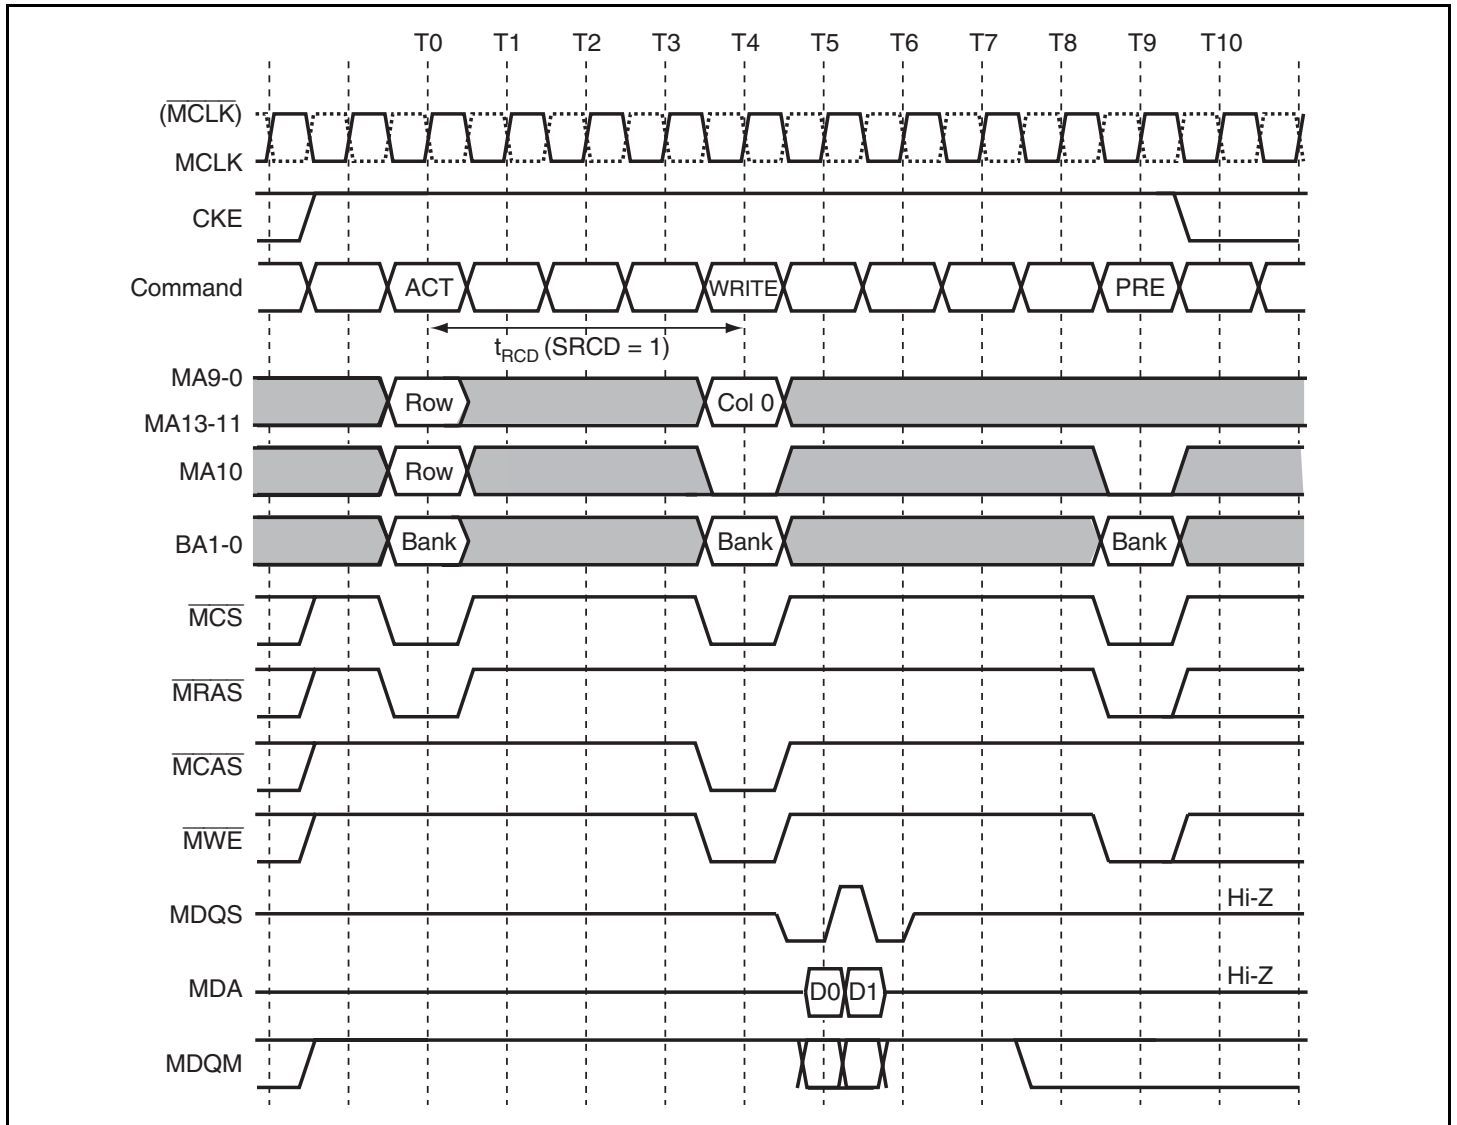 T0 T1 T2 T3 T4 T5 T6 T7 T8 T9 T10
(MCLK)
MCLK
CKE
Command ACT WRITE PRE
tRCD (SRCD = 1)
MA9-0
Row Col 0
MA13-11
MA10 Row
BA1-0 Bank Bank Bank
MCS
MRAS
MCAS
MWE
MDQS Hi-Z
MDA D0 D1 Hi-Z
MDQM